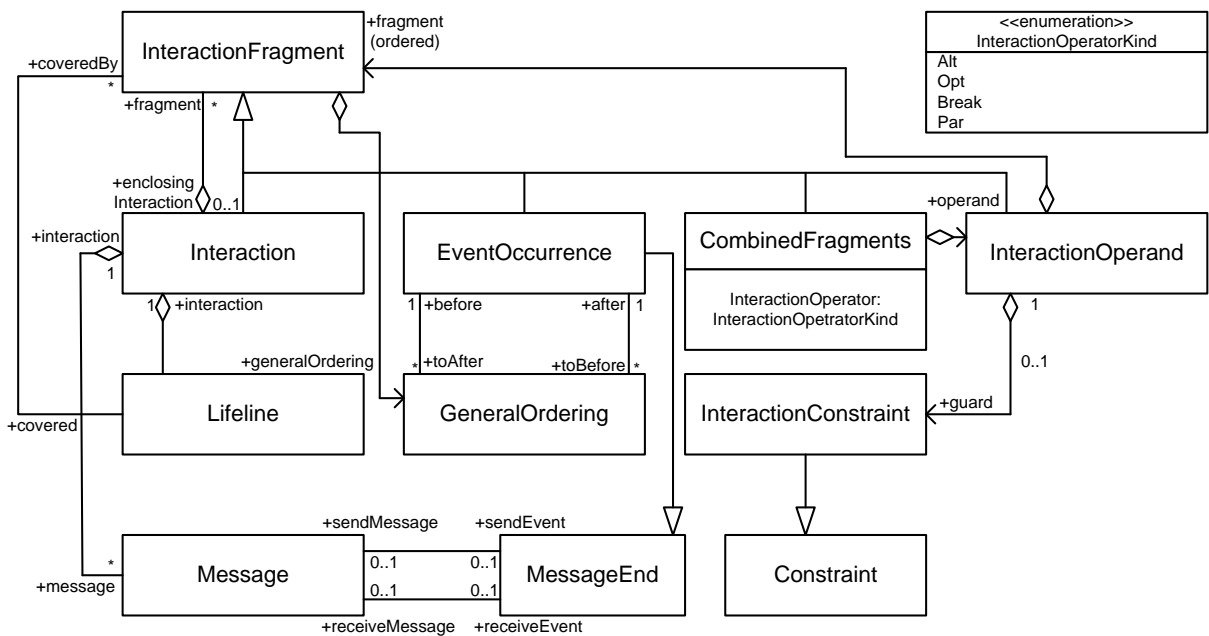 +fragment
(ordered)
<<enumeration>>
InteractionOperatorKind
Alt
Opt
Break
Par
InteractionFragment
+coveredBy
*
+fragment
*
+enclosing
Interaction
0..1
+operand
+interaction
1
Interaction
EventOccurrence
CombinedFragments
InteractionOperator:
InteractionOpetratorKind
InteractionOperand
1
+interaction
1
+before
+after
1
1
0..1
+generalOrdering
*
+toAfter
+toBefore
*
Lifeline
GeneralOrdering
InteractionConstraint
+guard
+covered
+sendMessage
+sendEvent
*
+message
Message
0..1
0..1
0..1
0..1
MessageEnd
Constraint
+receiveMessage
+receiveEvent